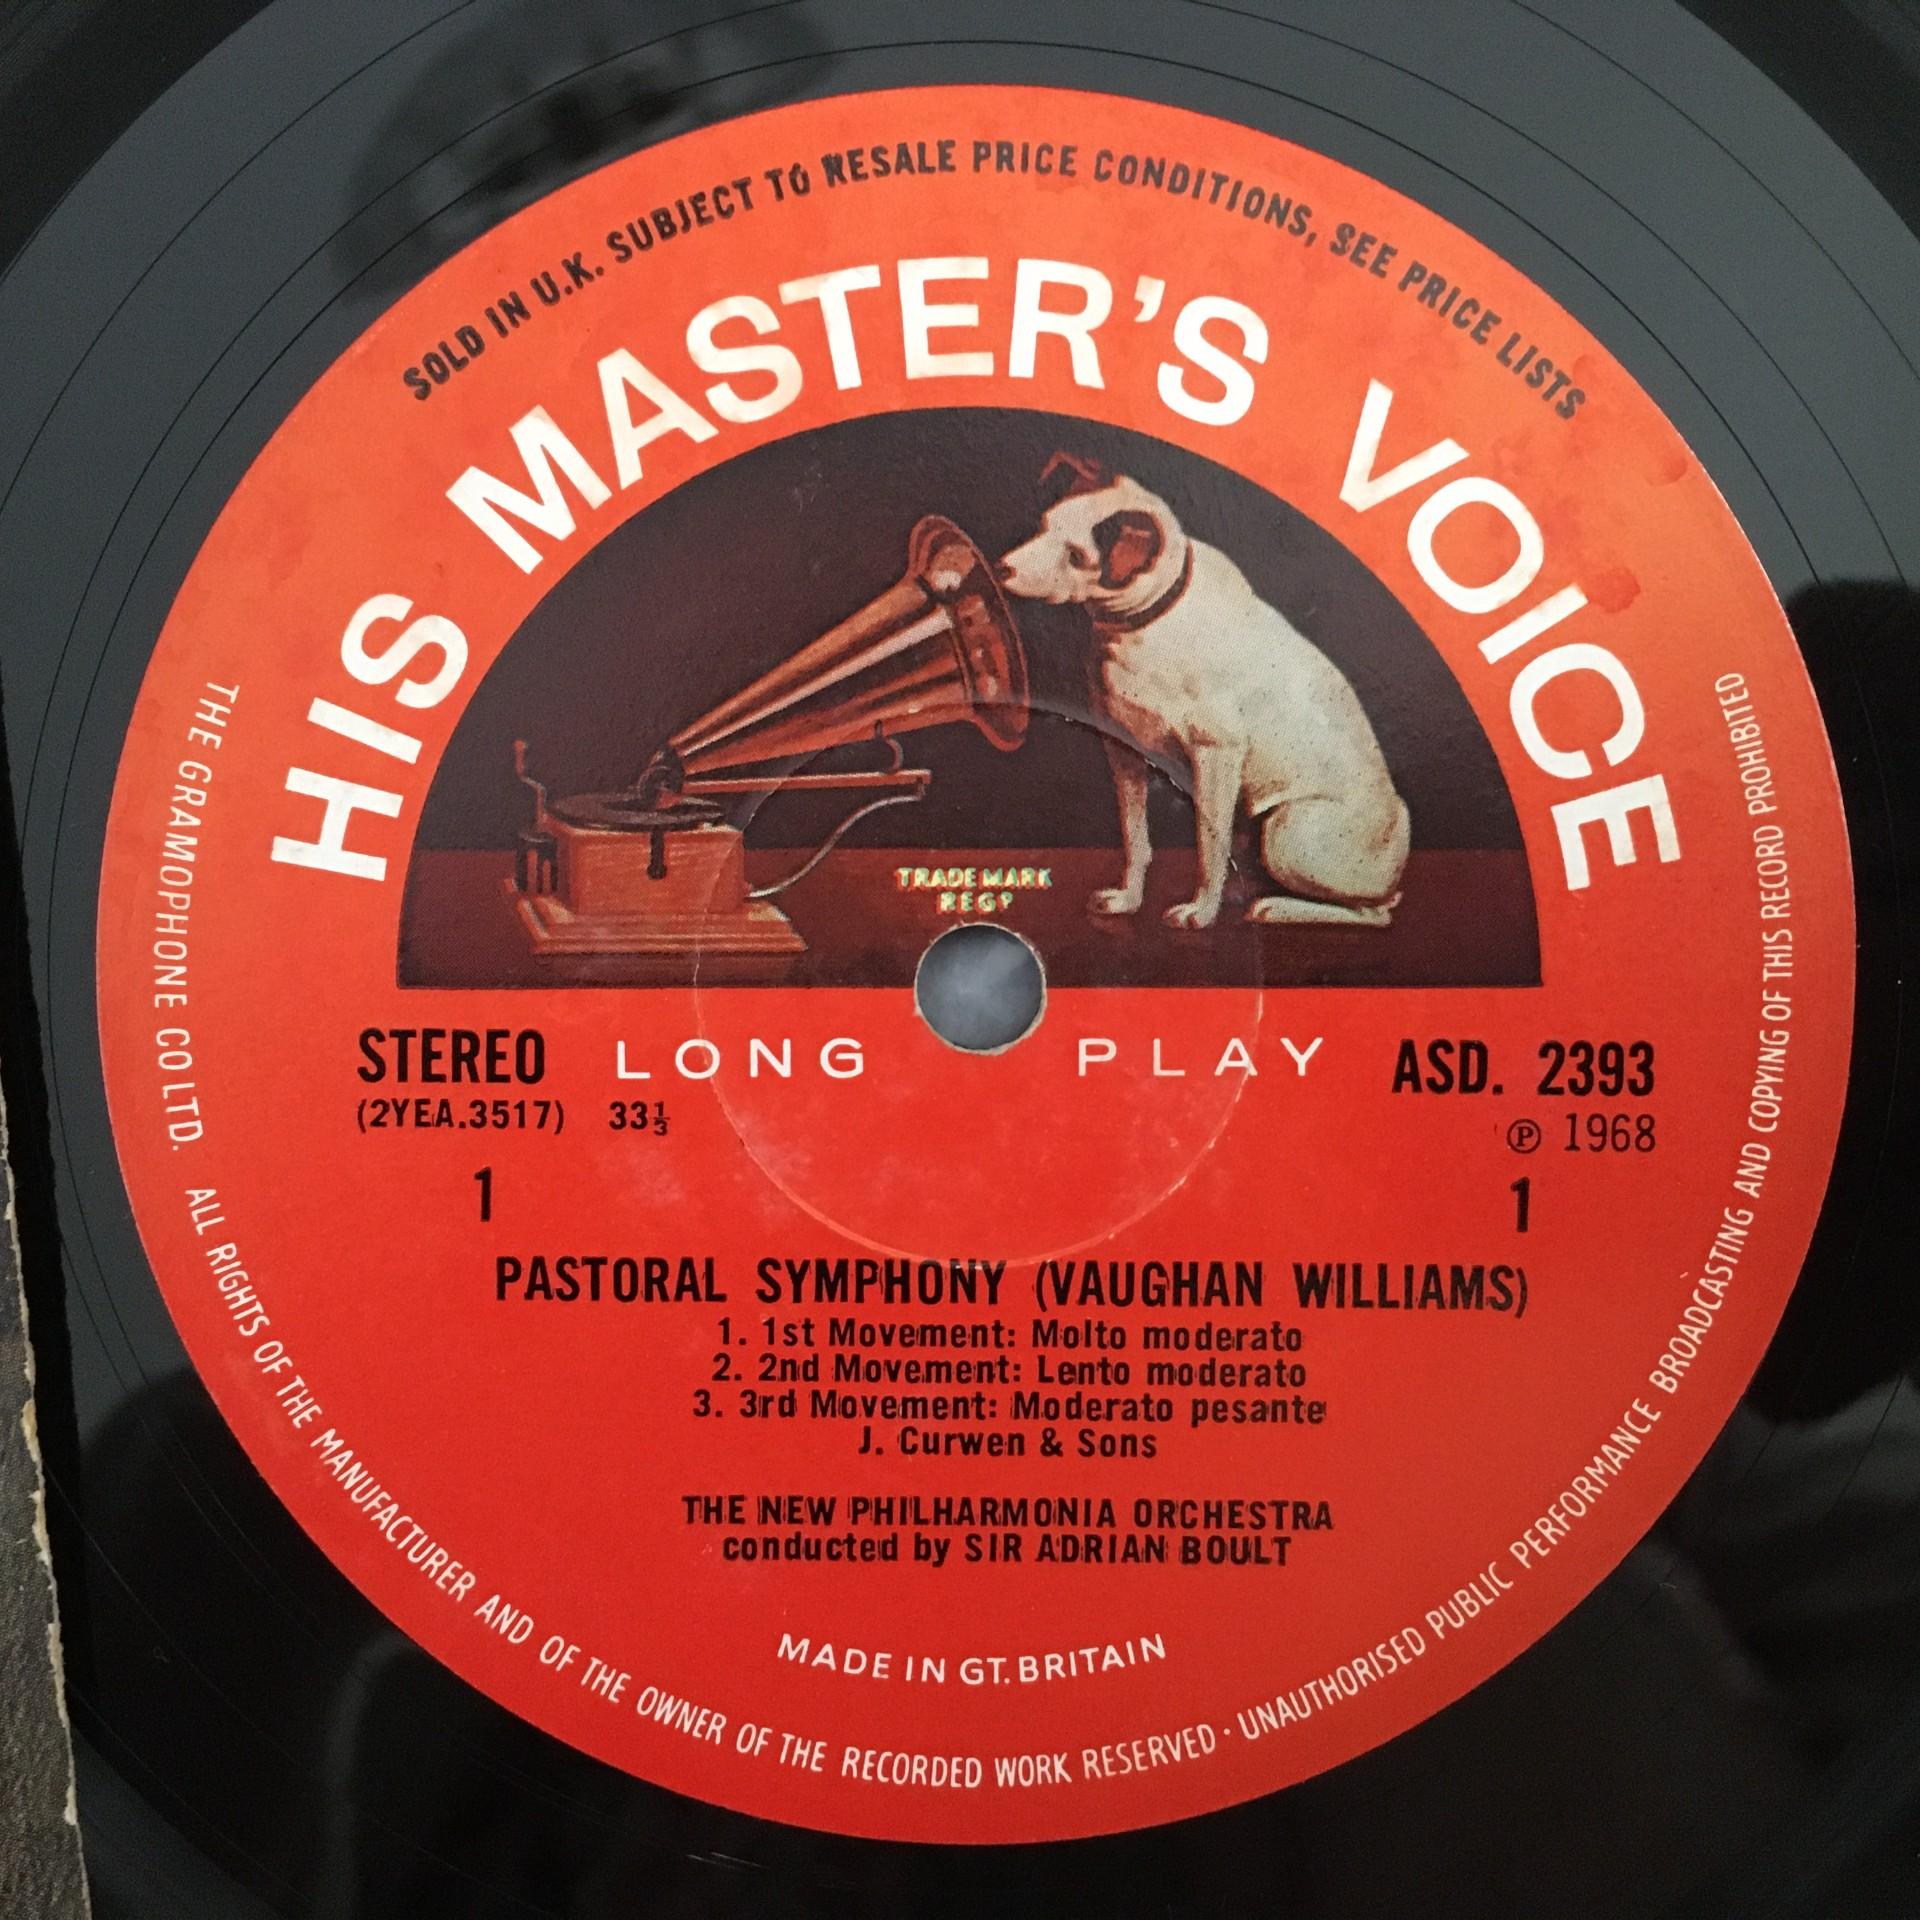 SOLD IN U.K. SUBJECT TO RESALE PRICE CONDITIONS, SEE PRICE LISTS
HIS MASTER'S VOICE
TRADE MARK
REGD
STEREO LONG PLAY ASD. 2393
(2YEA.3517) 33⅓ ℗ 1968
1 1
PASTORAL SYMPHONY (VAUGHAN WILLIAMS)
1. 1st Movement: Molto moderato
2. 2nd Movement: Lento moderato
3. 3rd Movement: Moderato pesante
J. Curwen & Sons
THE NEW PHILHARMONIA ORCHESTRA
conducted by SIR ADRIAN BOULT
MADE IN GT. BRITAIN
THE GRAMOPHONE CO LTD. ALL RIGHTS OF THE MANUFACTURER AND OF THE OWNER OF THE RECORDED WORK RESERVED · UNAUTHORISED PUBLIC PERFORMANCE BROADCASTING AND COPYING OF THIS RECORD PROHIBITED